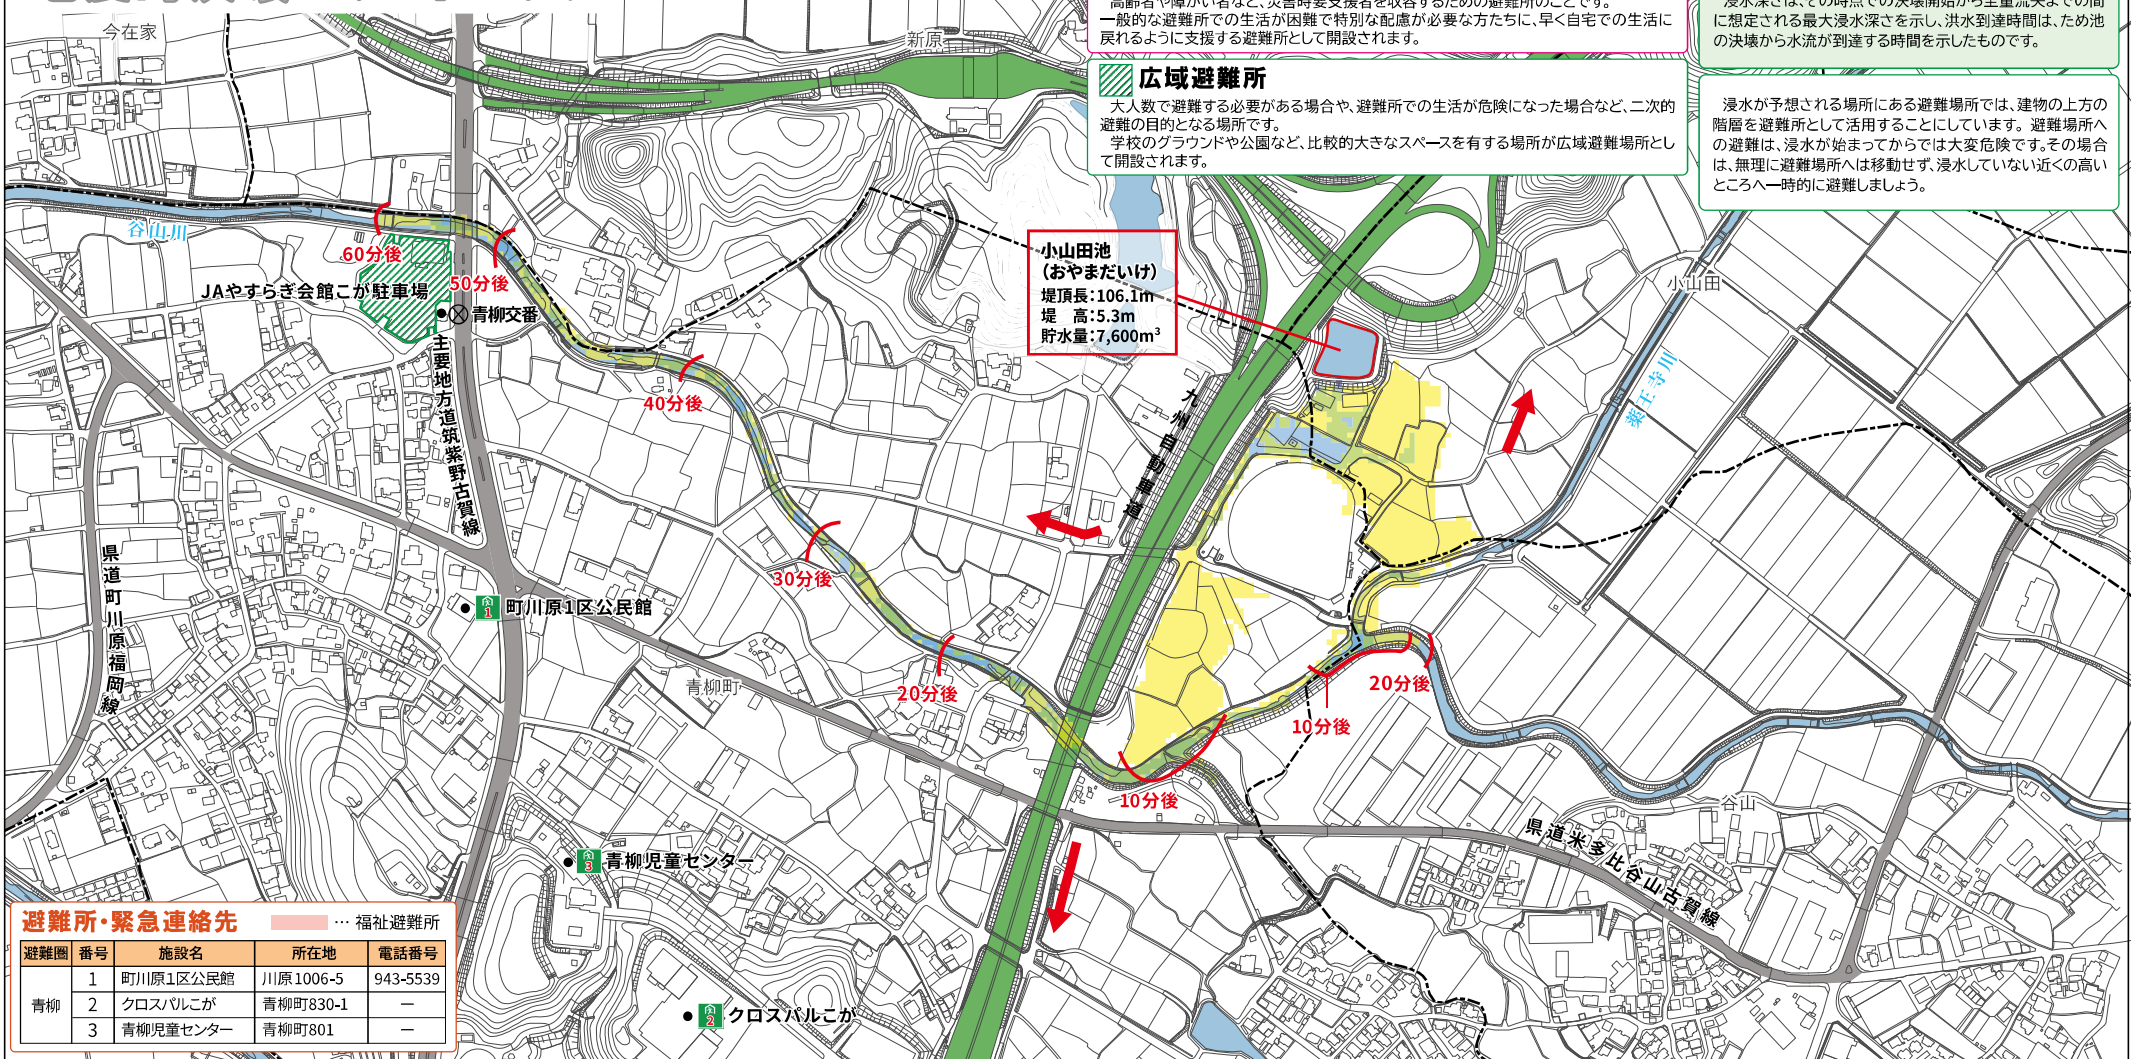 高齢者や障がい者など、災害時要支援者を収容するための避難所のことです。
一般的な避難所での生活が困難で特別な配慮が必要な方たちに、早く自宅での生活に
戻れるように支援する避難所として開設されます。
浸水深さは、その時点での決壊開始から全量流失までの間
に想定される最大浸水深さを示し、洪水到達時間は、ため池
の決壊から水流が到達する時間を示したものです。
広域避難所
大人数で避難する必要がある場合や、避難所での生活が危険になった場合など、二次的
避難の目的となる場所です。
学校のグラウンドや公園など、比較的大きなスペースを有する場所が広域避難場所とし
て開設されます。
浸水が予想される場所にある避難場所では、建物の上方の
階層を避難所として活用することにしています。避難場所へ
の避難は、浸水が始まってからでは大変危険です。その場合
は、無理に避難場所へは移動せず、浸水していない近くの高い
ところへ一時的に避難しましょう。
今在家
新原
谷山川
60分後
50分後
JAやすらぎ会館こが駐車場
青柳交番
主要地方道筑紫野古賀線
小山田池
(おやまだいけ)
堤頂長:106.1m
堤　高:5.3m
貯水量:7,600m³
小山田
薬王寺川
九州自動車道
40分後
30分後
県道町川原福岡線
1
町川原1区公民館
20分後
青柳町
20分後
10分後
10分後
谷山
県道米多比谷山古賀線
3
青柳児童センター
2
クロスパルこが
避難所・緊急連絡先
… 福祉避難所
避難圏 番号 施設名 所在地 電話番号
青柳
1 町川原1区公民館 川原1006-5 943-5539
2 クロスパルこが 青柳町830-1 ー
3 青柳児童センター 青柳町801 ー